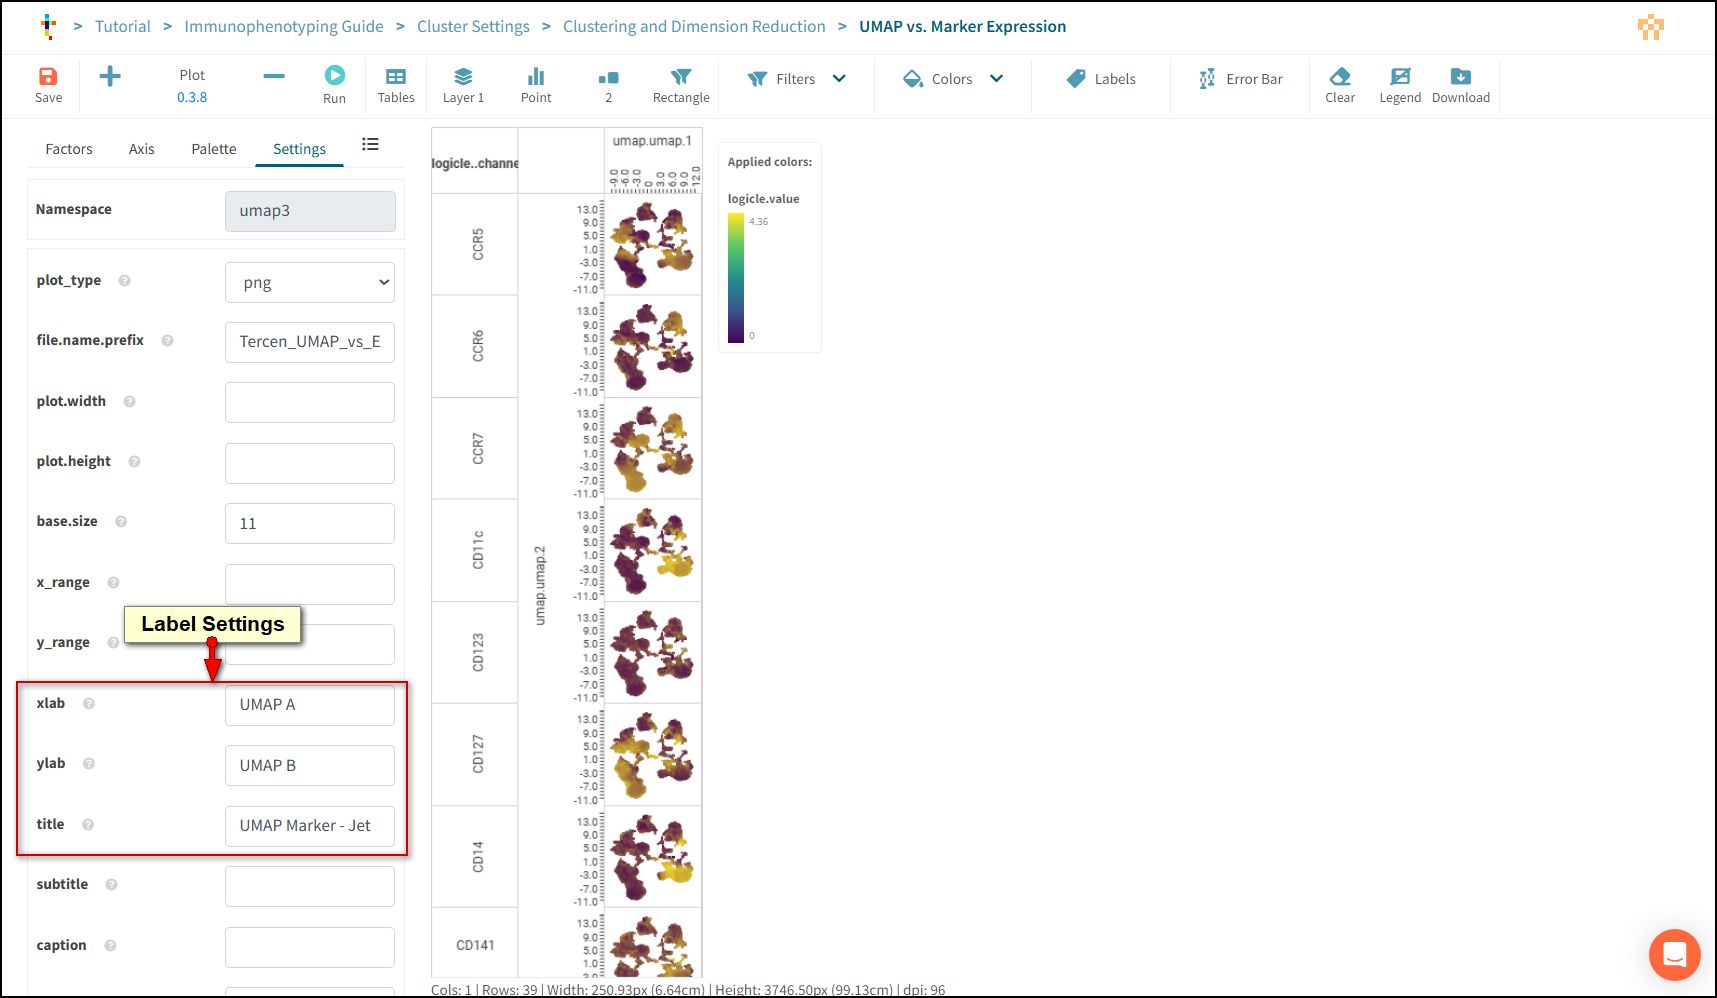 > Tutorial > Immunophenotyping Guide > Cluster Settings > Clustering and Dimension Reduction > UMAP vs. Marker Expression
Save
Plot
0.3.8
Run
Tables
Layer 1
Point
2
Rectangle
Filters
Colors
Labels
Error Bar
Clear
Legend
Download
Factors Axis Palette Settings
Namespace umap3
plot_type ? png
file.name.prefix ? Tercen_UMAP_vs_E
plot.width ?
plot.height ?
base.size ? 11
x_range ?
Label Settings
y_range ?
xlab ? UMAP A
ylab ? UMAP B
title ? UMAP Marker - Jet
subtitle ?
caption ?
logicle..channe
umap.umap.1
-9.0 -6.0 -3.0 0 3.0 6.0 9.0 12.0
umap.umap.2
CCR5
13.0
9.0
5.0
1.0
-3.0
-7.0
-11.0
CCR6
13.0
9.0
5.0
1.0
-3.0
-7.0
-11.0
CCR7
13.0
9.0
5.0
1.0
-3.0
-7.0
-11.0
CD11c
13.0
9.0
5.0
1.0
-3.0
-7.0
-11.0
CD123
13.0
9.0
5.0
1.0
-3.0
-7.0
-11.0
CD127
13.0
9.0
5.0
1.0
-3.0
-7.0
-11.0
CD14
13.0
9.0
5.0
1.0
-3.0
-7.0
-11.0
CD141
13.0
9.0
5.0
1.0
Applied colors:
logicle.value
4.36
0
Cols: 1 | Rows: 39 | Width: 250.93px (6.64cm) | Height: 3746.50px (99.13cm) | dpi: 96